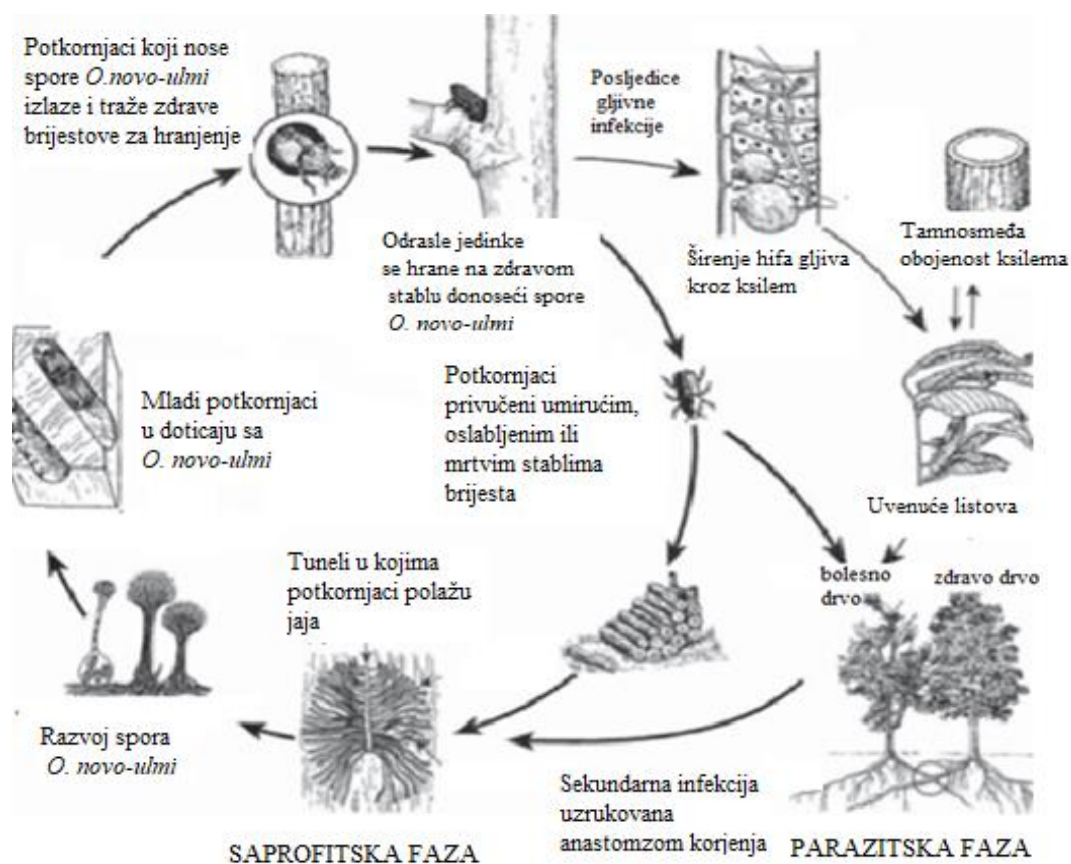 Potkornjaci koji nose
spore O.novo-ulmi
izlaze i traže zdrave
brijestove za hranjenje
Posljedice
gljivne
infekcije
Odrasle jedinke
se hrane na zdravom
stablu donoseći spore
O. novo-ulmi
Širenje hifa gljiva
kroz ksilem
Tamnosmeđa
obojenost ksilema
Mladi potkornjaci
u doticaju sa
O. novo-ulmi
Potkornjaci
privučeni umirućim,
oslabljenim ili
mrtvim stablima
brijesta
Uvenuće listova
bolesno
drvo
zdravo drvo
Tuneli u kojima
potkornjaci polažu
jaja
Razvoj spora
O. novo-ulmi
Sekundarna infekcija
uzrukovana
anastomzom korjenja
SAPROFITSKA FAZA
PARAZITSKA FAZA